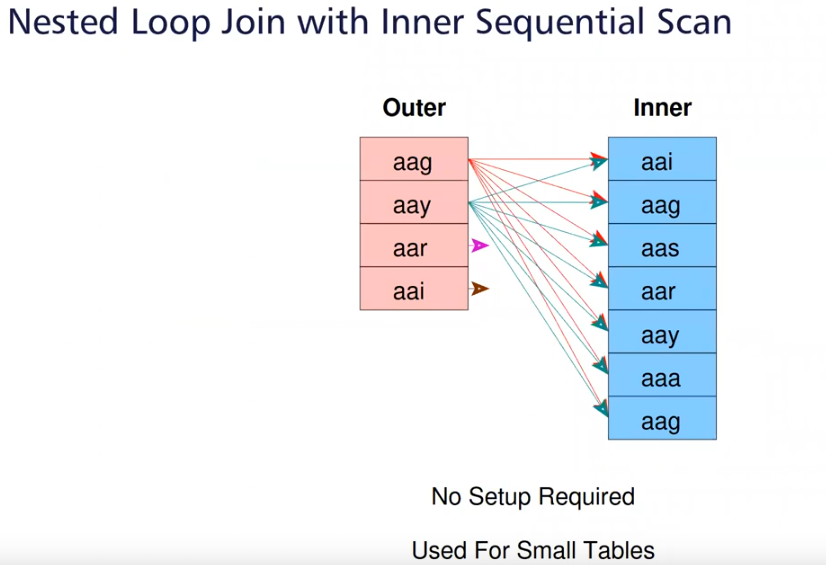 Nested Loop Join with Inner Sequential Scan
Outer
Inner
aag
aay
aar
aai
aai
aag
aas
aar
aay
aaa
aag
No Setup Required
Used For Small Tables